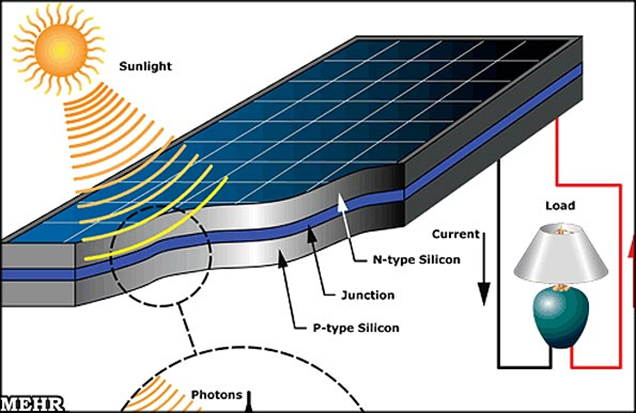 Sunlight
Load
Current
N-type Silicon
Junction
P-type Silicon
Photons
MEHR